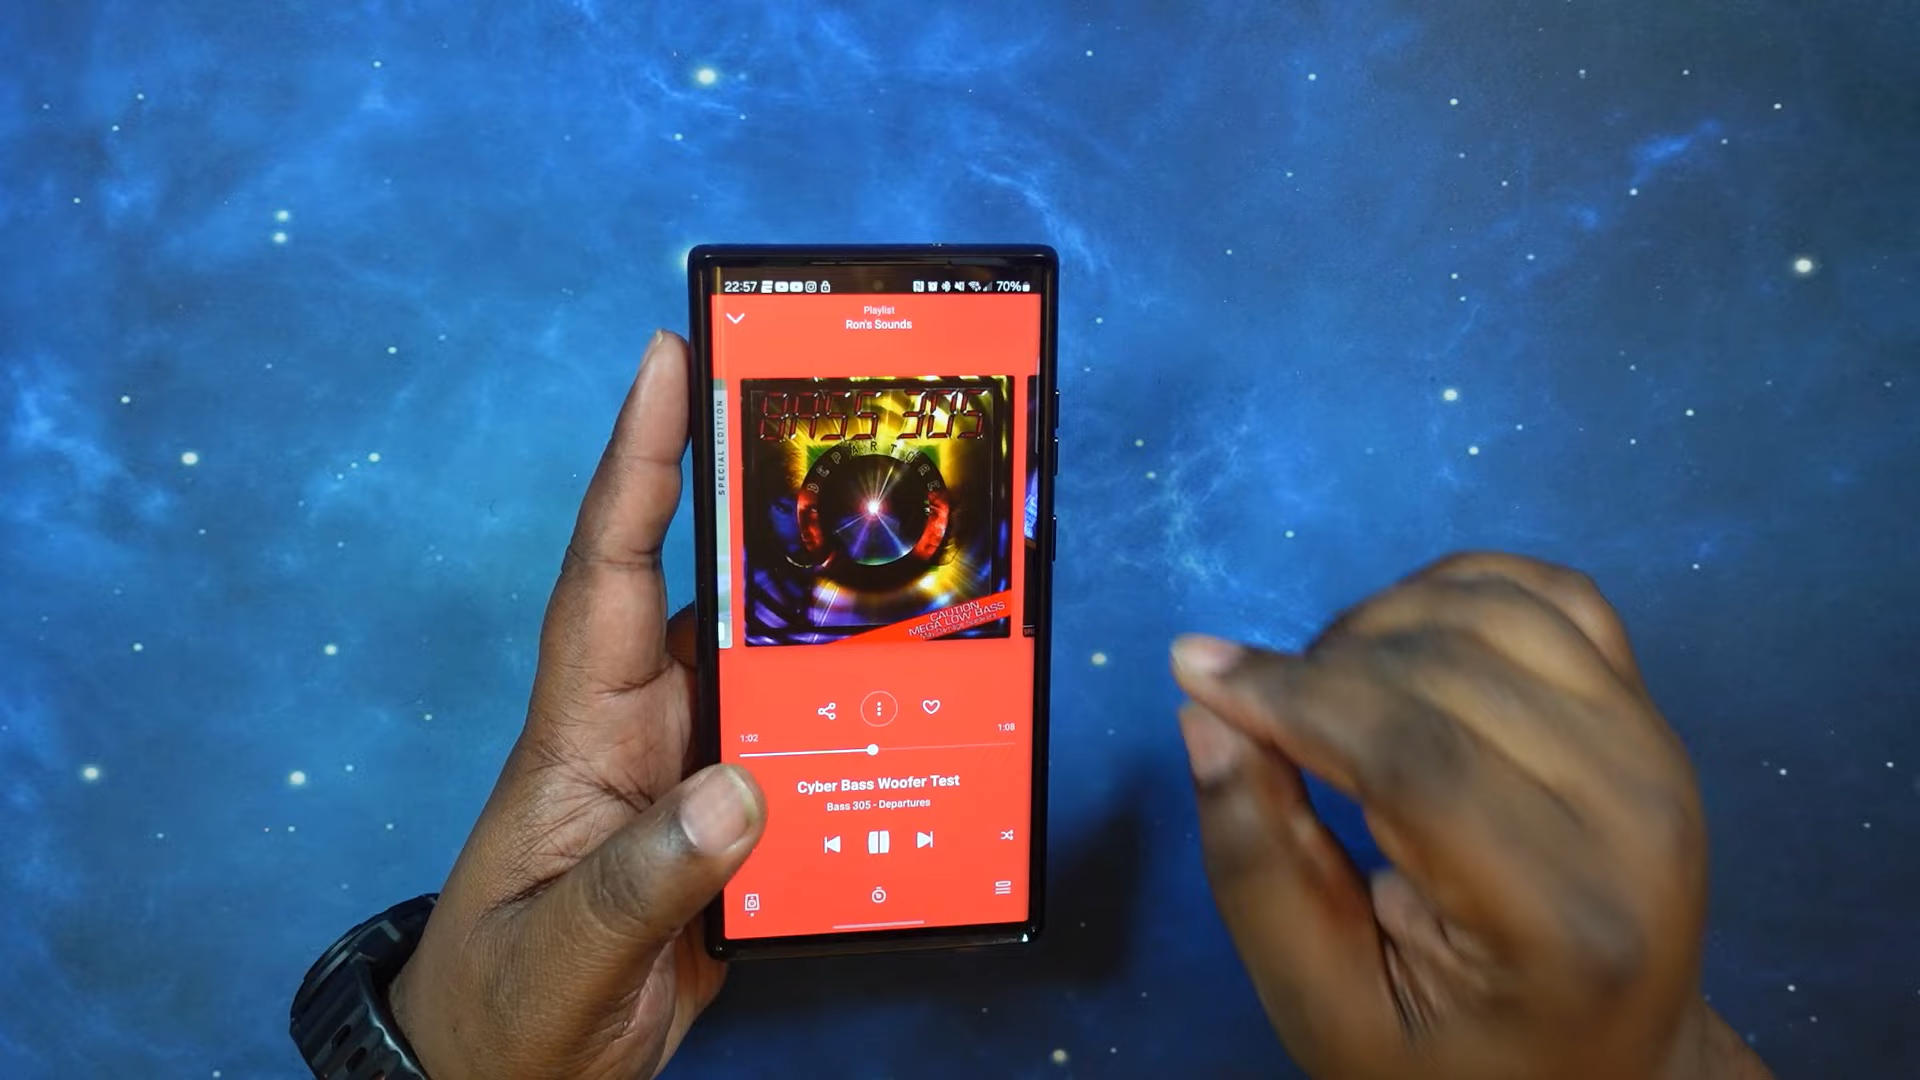 22:57
70%
Playlist
Ron's Sounds
SPECIAL EDITION
BASS 305
DEPARTURE
CAUTION
MEGA LOW BASS
1:02
1:08
Cyber Bass Woofer Test
Bass 305 - Departures